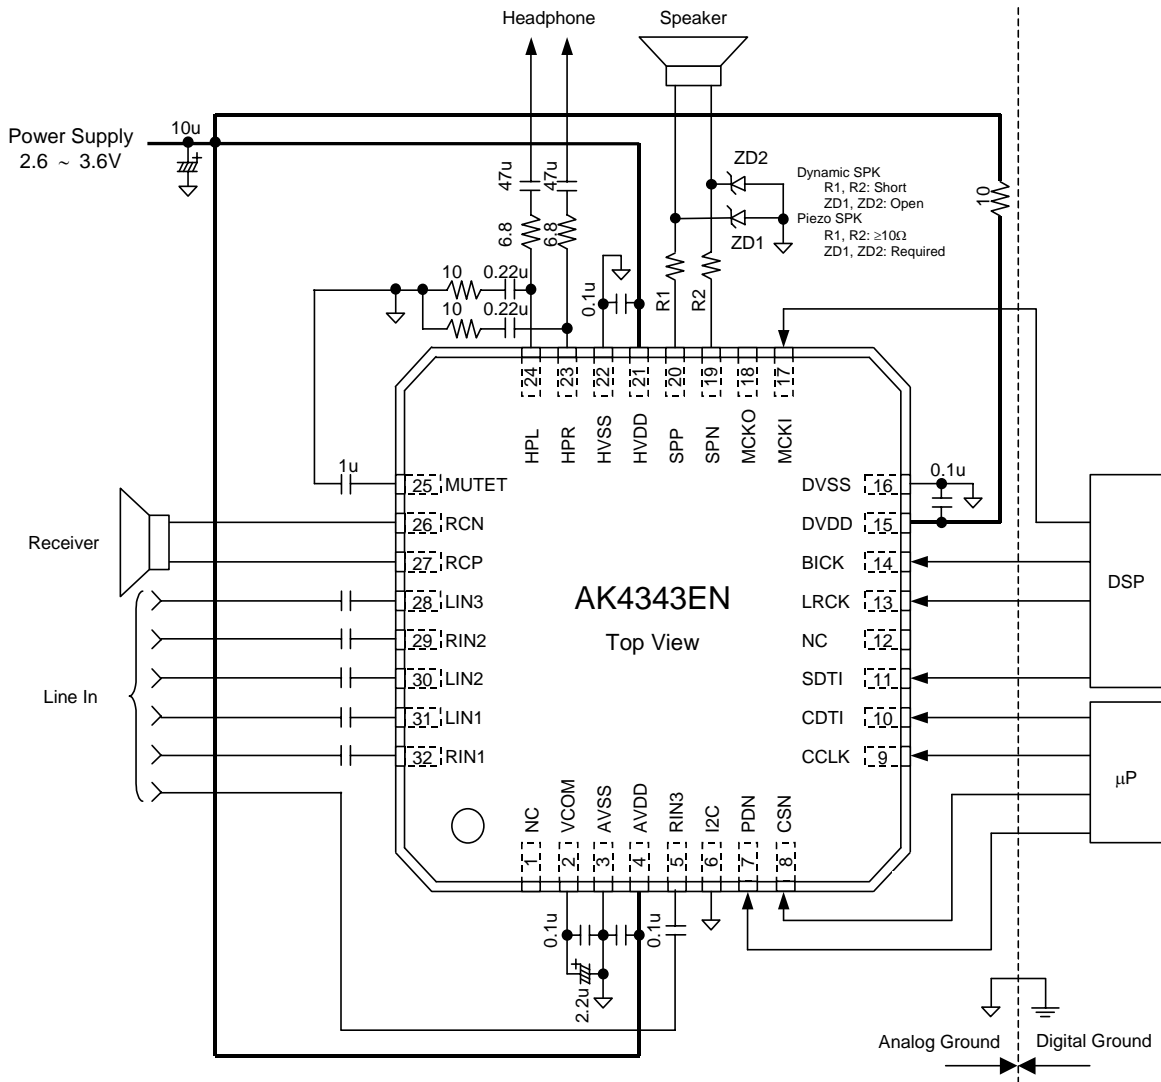 Headphone
Speaker
10u
Power Supply
2.6 ~ 3.6V
47u
47u
ZD2
Dynamic SPK
R1, R2: Short
ZD1, ZD2: Open
Piezo SPK
R1, R2: ≥10Ω
ZD1, ZD2: Required
10
6.8
6.8
ZD1
10
0.22u
10
0.22u
0.1u
R1
R2
24
23
22
21
20
19
18
17
HPL
HPR
HVSS
HVDD
SPP
SPN
MCKO
MCKI
1u
25 MUTET
DVSS 16
0.1u
26 RCN
DVDD 15
Receiver
27 RCP
BICK 14
28 LIN3
AK4343EN
LRCK 13
DSP
29 RIN2
Top View
NC 12
30 LIN2
SDTI 11
Line In
31 LIN1
CDTI 10
32 RIN1
CCLK 9
μP
NC
VCOM
AVSS
AVDD
RIN3
I2C
PDN
CSN
1
2
3
4
5
6
7
8
0.1u
0.1u
+
2.2u
Analog Ground
Digital Ground